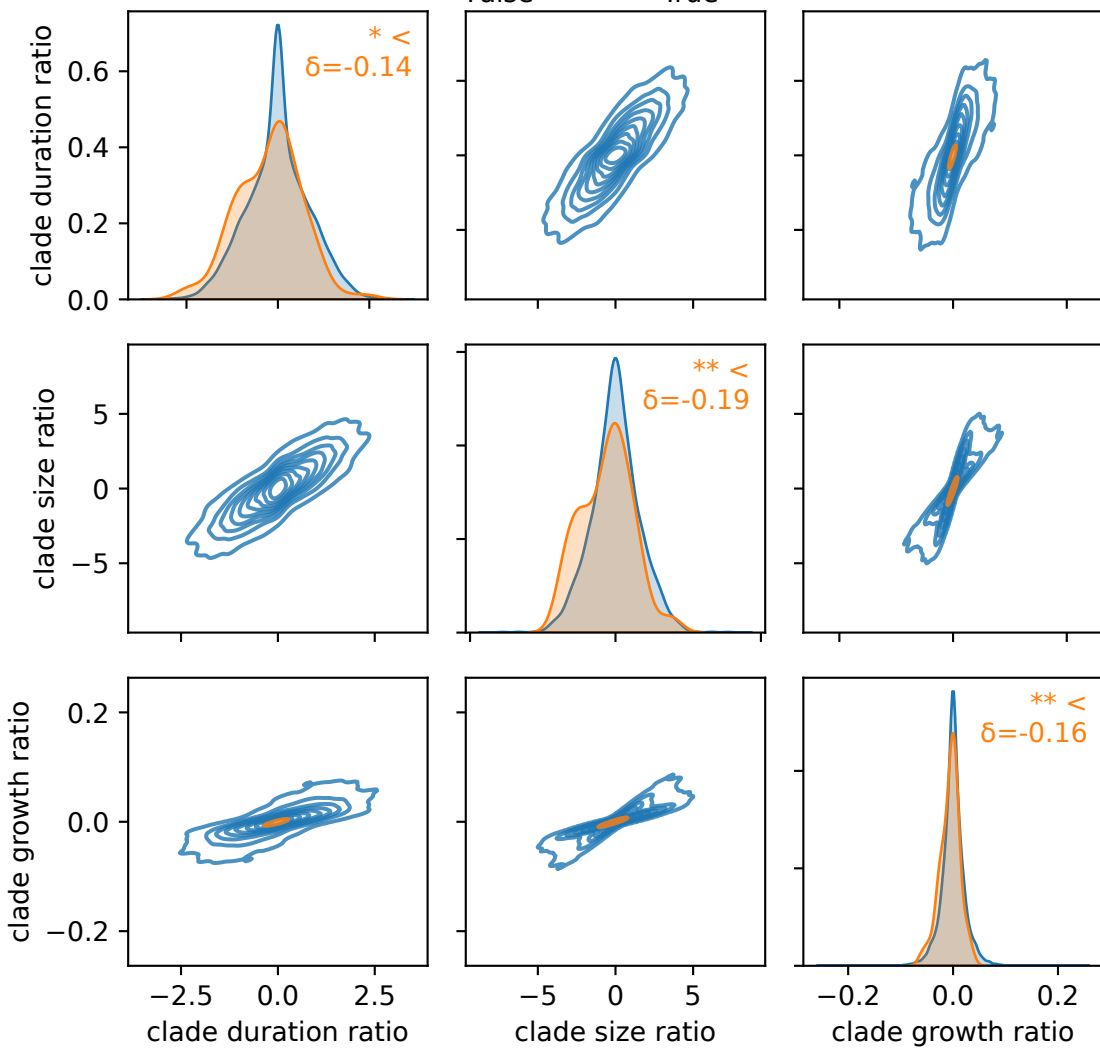 clade duration ratio
0.6
0.4
0.2
0.0
* <
δ=-0.14
clade size ratio
5
0
−5
** <
δ=-0.19
clade growth ratio
0.2
0.0
−0.2
** <
δ=-0.16
−2.5 0.0 2.5
−5 0 5
−0.2 0.0 0.2
clade duration ratio
clade size ratio
clade growth ratio